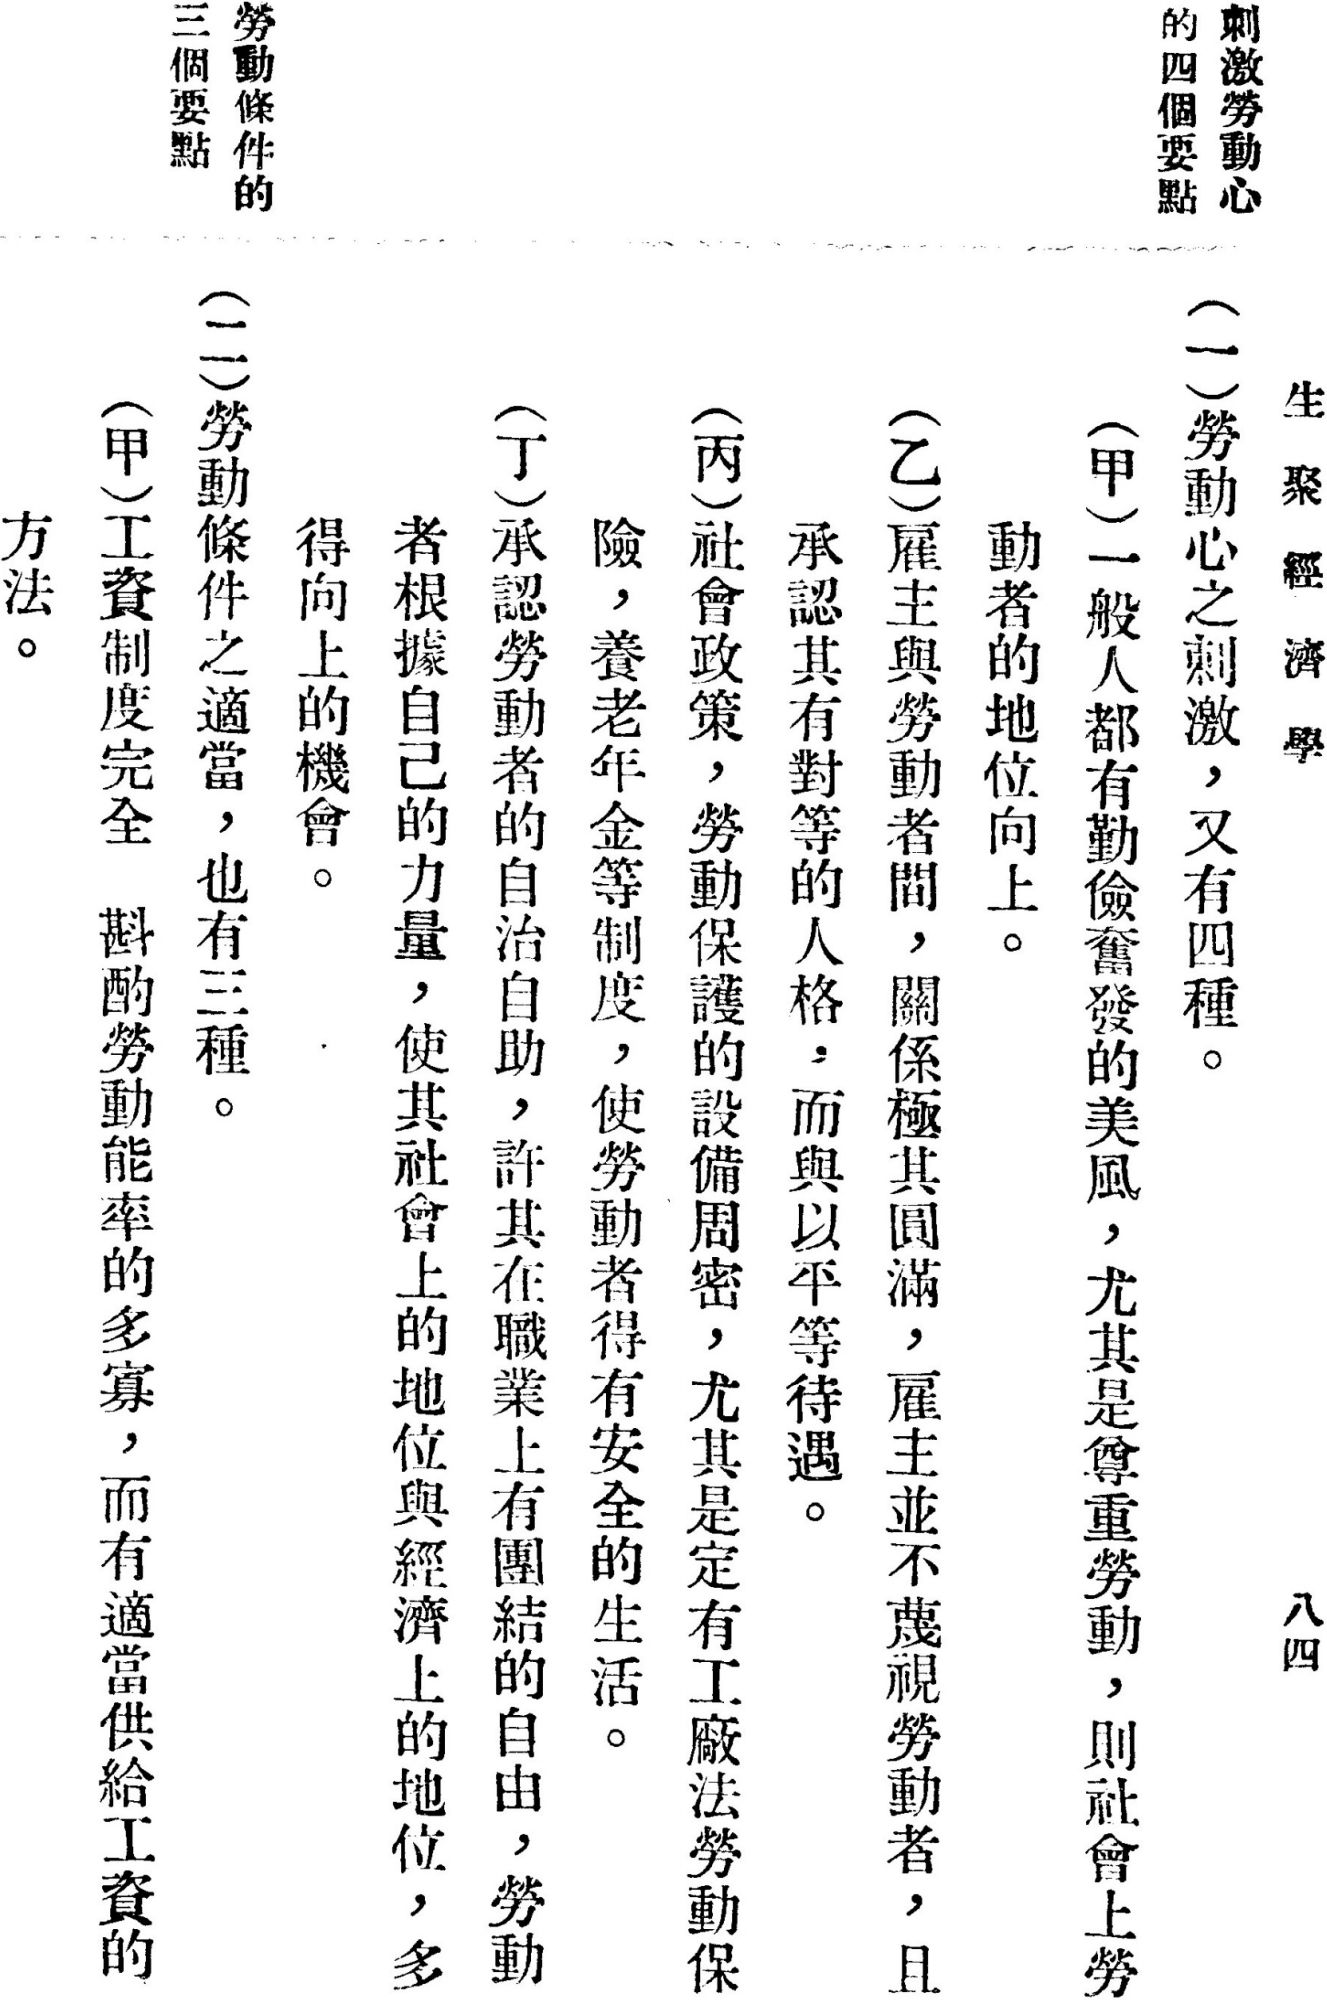 生聚經濟學
八四
刺激勞動心
的四個要點
（一）勞動心之刺激，又有四種。
（甲）一般人都有勤儉奮發的美風，尤其是尊重勞動，則社會上勞
動者的地位向上。
（乙）雇主與勞動者間，關係極其圓滿，雇主並不蔑視勞動者，且
承認其有對等的人格；而與以平等待遇。
（丙）社會政策，勞動保護的設備周密，尤其是定有工廠法勞動保
險，養老年金等制度，使勞動者得有安全的生活。
（丁）承認勞動者的自治自助，許其在職業上有團結的自由，勞動
者根據自己的力量，使其社會上的地位與經濟上的地位，多
得向上的機會。
勞動條件的
三個要點
（二）勞動條件之適當，也有三種。
（甲）工資制度完全　斟酌勞動能率的多寡，而有適當供給工資的
方法。